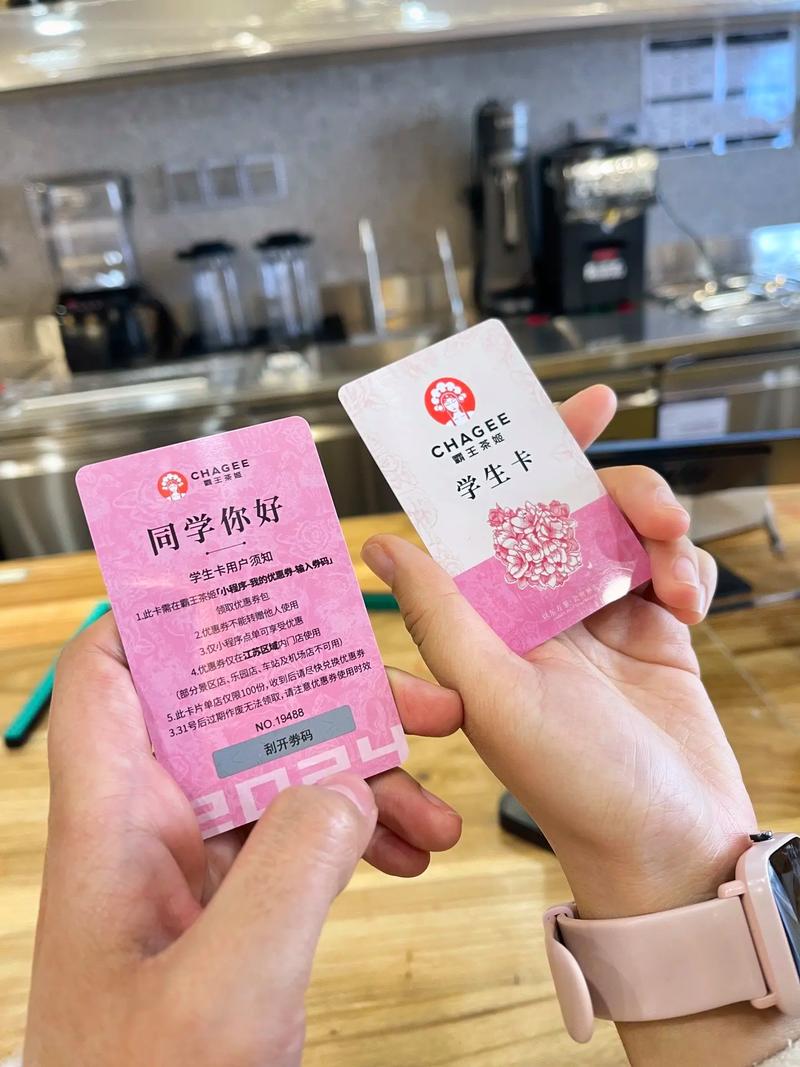 CHAGEE
霸王茶姬
同学你好
学生卡用户须知
1.此卡需在霸王茶姬「小程序-我的优惠券-输入券码」
领取优惠券包
2.优惠券不能转赠他人使用
3.仅小程序点单可享受优惠
4.优惠券仅在江苏区域内门店使用
(部分景区店、乐园店、车站及机场店不可用)
5.此卡片单店仅限100份,收到后请尽快兑换优惠券
3.31号后过期作废无法领取,请注意优惠券使用时效
NO.19488
刮开券码
2024
CHAGEE
霸王茶姬
学生卡